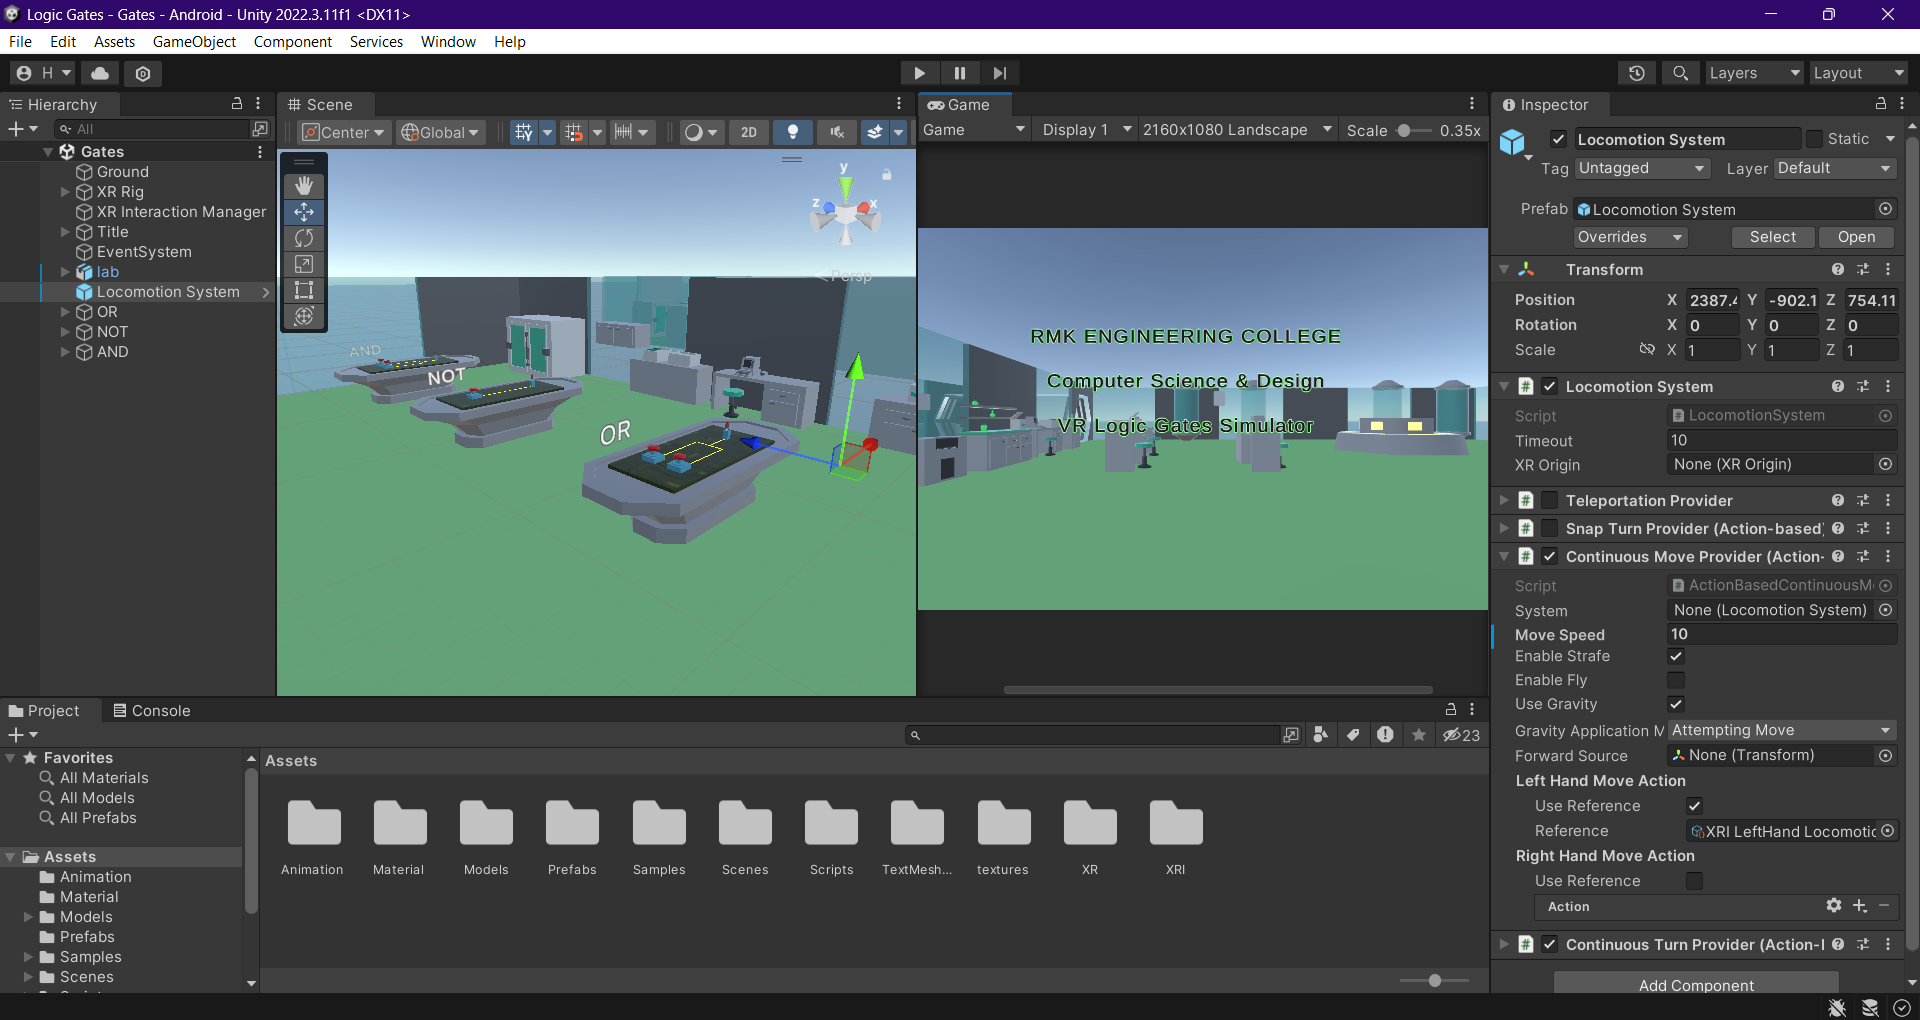 Logic Gates - Gates - Android - Unity 2022.3.11f1 <DX11>
File Edit Assets GameObject Component Services Window Help
H
Layers Layout
Hierarchy
All
Gates
Ground
XR Rig
XR Interaction Manager
Title
EventSystem
lab
Locomotion System
OR
NOT
AND
Scene
Center Global 2D
y
z x
Persp
AND
NOT
OR
Game
Game Display 1 2160x1080 Landscape Scale 0.35x
RMK ENGINEERING COLLEGE
Computer Science & Design
VR Logic Gates Simulator
Inspector
Locomotion System Static
Tag Untagged Layer Default
Prefab Locomotion System
Overrides Select Open
Transform
Position X 2387.4 Y -902.1 Z 754.11
Rotation X 0 Y 0 Z 0
Scale X 1 Y 1 Z 1
Locomotion System
Script LocomotionSystem
Timeout 10
XR Origin None (XR Origin)
Teleportation Provider
Snap Turn Provider (Action-based)
Continuous Move Provider (Action-
Script ActionBasedContinuousM
System None (Locomotion System)
Move Speed 10
Enable Strafe
Enable Fly
Use Gravity
Gravity Application M Attempting Move
Forward Source None (Transform)
Left Hand Move Action
Use Reference
Reference XRI LeftHand Locomotic
Right Hand Move Action
Use Reference
Action
Continuous Turn Provider (Action-l
Add Component
Project Console
23
Favorites
All Materials
All Models
All Prefabs
Assets
Animation
Material
Models
Prefabs
Samples
Scenes
Assets
Animation Material Models Prefabs Samples Scenes Scripts TextMesh... textures XR XRI